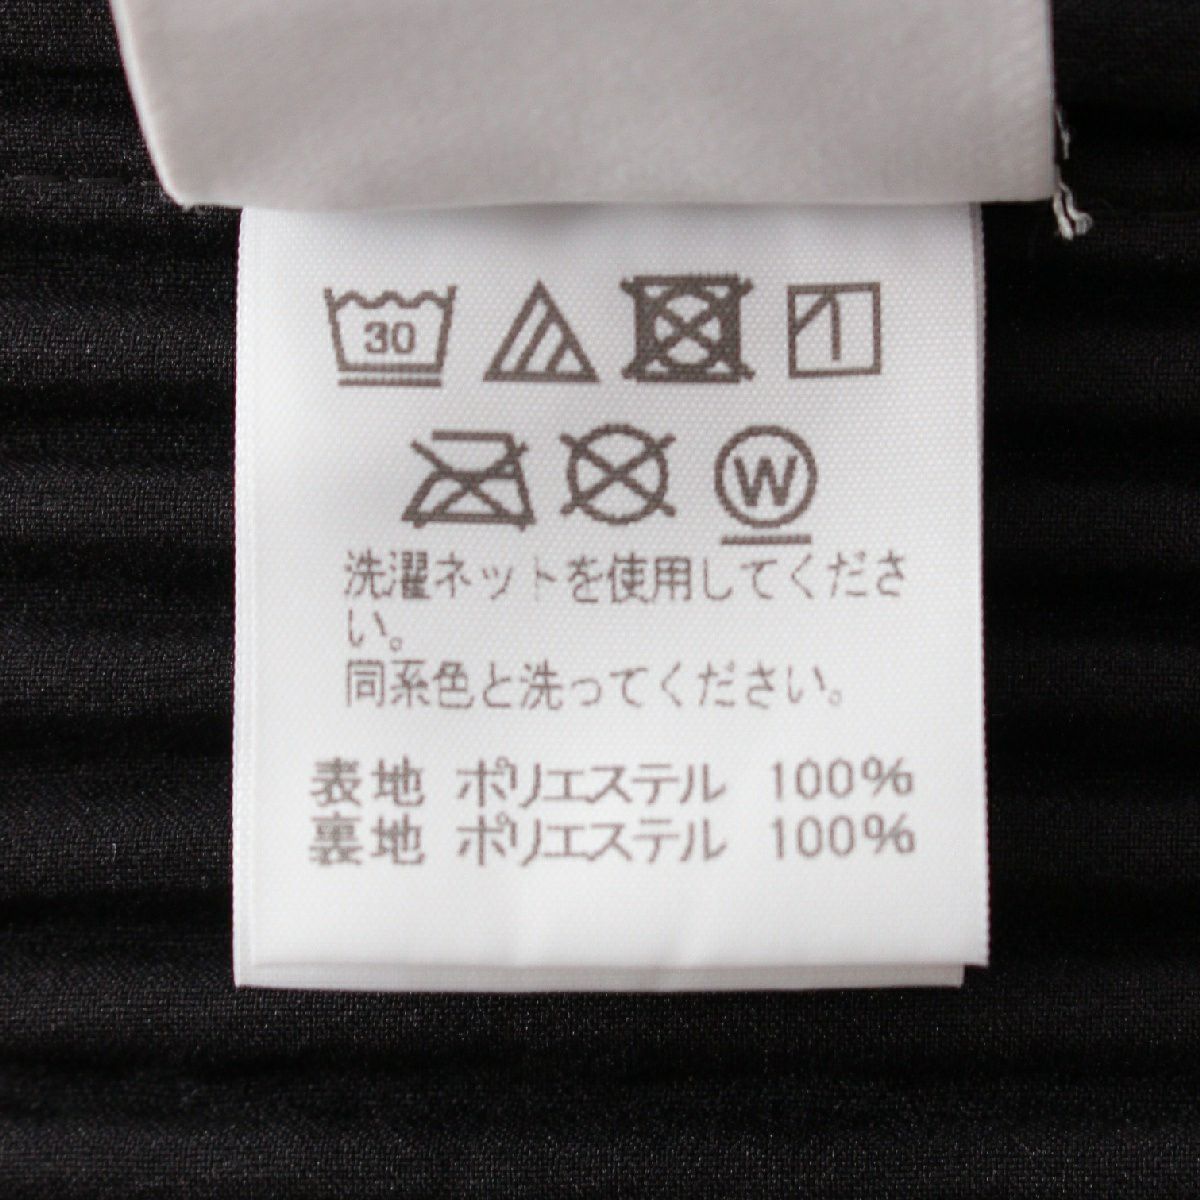 30
W
洗濯ネットを使用してくださ
い。
同系色と洗ってください。
表地 ポリエステル 100%
裏地 ポリエステル 100%